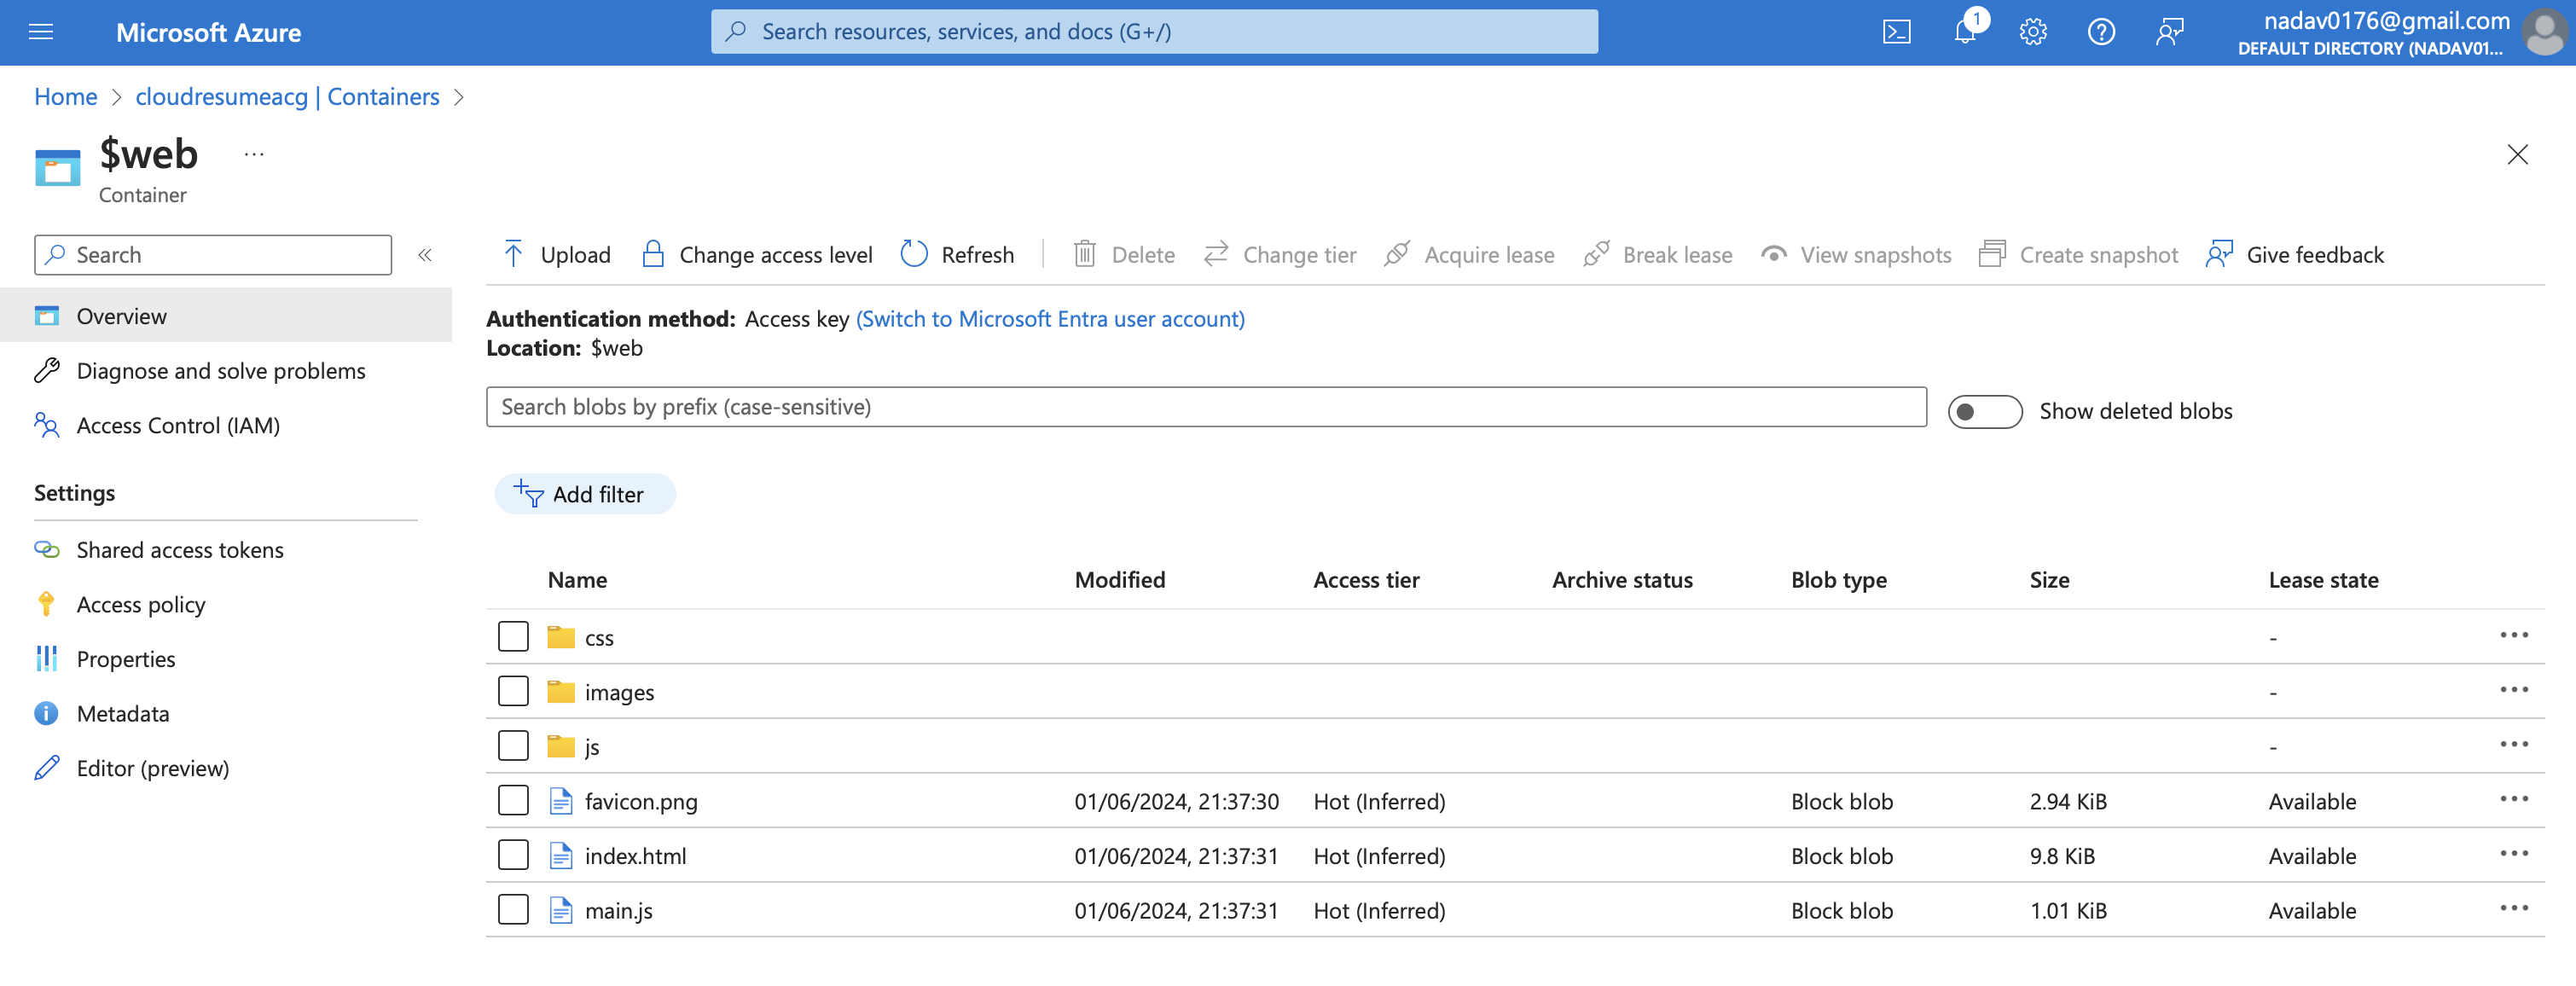 Microsoft Azure
Search resources, services, and docs (G+/)
1
nadav0176@gmail.com
DEFAULT DIRECTORY (NADAV01...
Home > cloudresumeacg | Containers >
$web ...
Container
Search «
Upload Change access level Refresh Delete Change tier Acquire lease Break lease View snapshots Create snapshot Give feedback
Overview
Diagnose and solve problems
Access Control (IAM)
Settings
Shared access tokens
Access policy
Properties
Metadata
Editor (preview)
Authentication method: Access key (Switch to Microsoft Entra user account)
Location: $web
Search blobs by prefix (case-sensitive)
Show deleted blobs
Add filter
Name Modified Access tier Archive status Blob type Size Lease state
css - ...
images - ...
js - ...
favicon.png 01/06/2024, 21:37:30 Hot (Inferred) Block blob 2.94 KiB Available ...
index.html 01/06/2024, 21:37:31 Hot (Inferred) Block blob 9.8 KiB Available ...
main.js 01/06/2024, 21:37:31 Hot (Inferred) Block blob 1.01 KiB Available ...